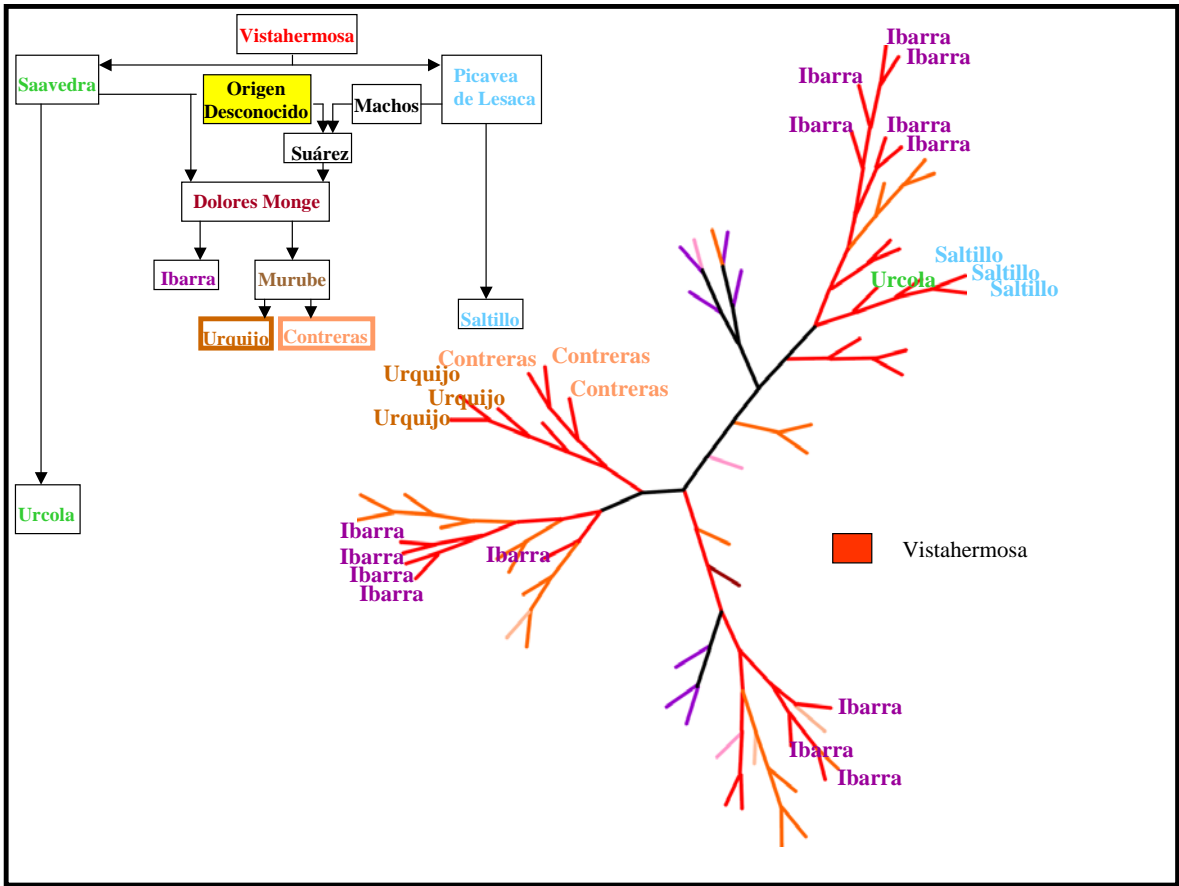 Vistahermosa
Saavedra
Origen
Desconocido
Machos
Picavea
de Lesaca
Suárez
Dolores Monge
Ibarra
Murube
Urquijo
Contreras
Saltillo
Urcola
Ibarra
Ibarra
Ibarra
Ibarra
Ibarra
Ibarra
Saltillo
Urcola
Saltillo
Saltillo
Contreras
Contreras
Urquijo
Contreras
Urquijo
Urquijo
Ibarra
Ibarra
Ibarra
Ibarra
Ibarra
Vistahermosa
Ibarra
Ibarra
Ibarra